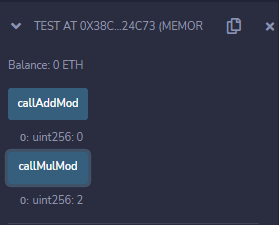 TEST AT 0X38C...24C73 (MEMOR
Balance: 0 ETH
callAddMod
0: uint256: 0
callMulMod
0: uint256: 2